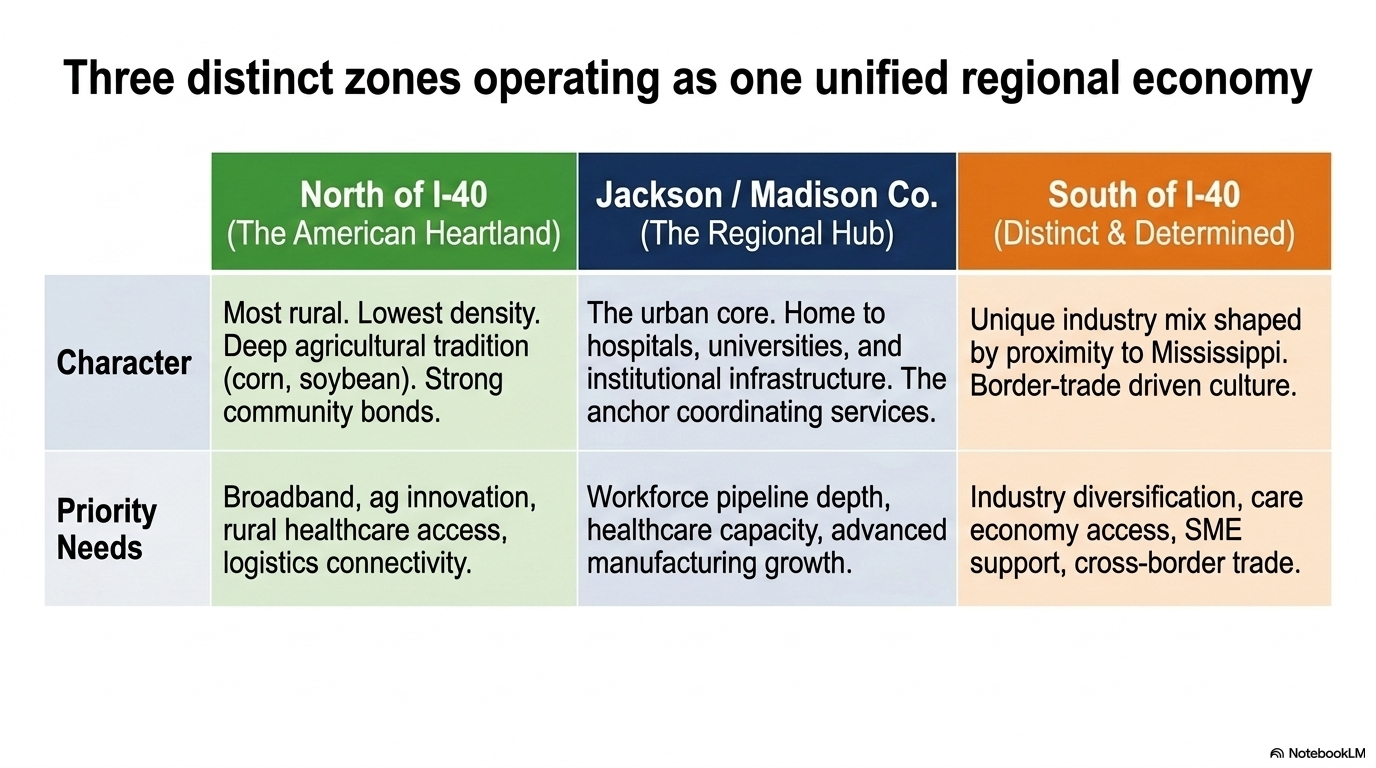 Three distinct zones operating as one unified regional economy
North of I-40
(The American Heartland)
Jackson / Madison Co.
(The Regional Hub)
South of I-40
(Distinct & Determined)
Character
Most rural. Lowest density.
Deep agricultural tradition
(corn, soybean). Strong
community bonds.
The urban core. Home to
hospitals, universities, and
institutional infrastructure. The
anchor coordinating services.
Unique industry mix shaped
by proximity to Mississippi.
Border-trade driven culture.
Priority
Needs
Broadband, ag innovation,
rural healthcare access,
logistics connectivity.
Workforce pipeline depth,
healthcare capacity, advanced
manufacturing growth.
Industry diversification, care
economy access, SME
support, cross-border trade.
NotebookLM